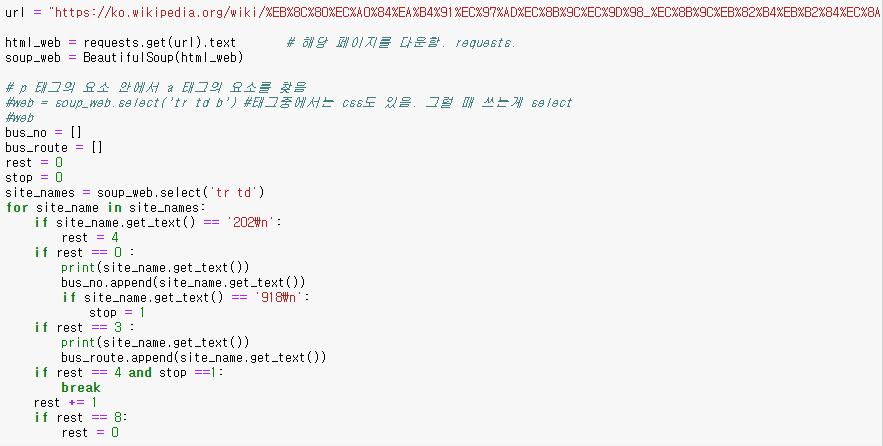 url = "https://ko.wikipedia.org/wiki/%EB%8C%80%EC%A0%84%EA%B4%91%EC%97%AD%EC%8B%9C%EC%9D%98_%EC%8B%9C%EB%82%B4%EB%B2%84%EC%8A
html_web = requests.get(url).text # 해당 페이지를 다운함. requests.
soup_web = BeautifulSoup(html_web)
# p 태그의 요소 안에서 a 태그의 요소를 찾음
#web = soup_web.select('tr td b') #태그중에서는 css도 있음. 그럴 때 쓰는게 select
#web
bus_no = []
bus_route = []
rest = 0
stop = 0
site_names = soup_web.select('tr td')
for site_name in site_names:
    if site_name.get_text() == '202₩n':
        rest = 4
    if rest == 0 :
        print(site_name.get_text())
        bus_no.append(site_name.get_text())
        if site_name.get_text() == '918₩n':
            stop = 1
    if rest == 3 :
        print(site_name.get_text())
        bus_route.append(site_name.get_text())
    if rest == 4 and stop ==1:
        break
    rest += 1
    if rest == 8:
        rest = 0